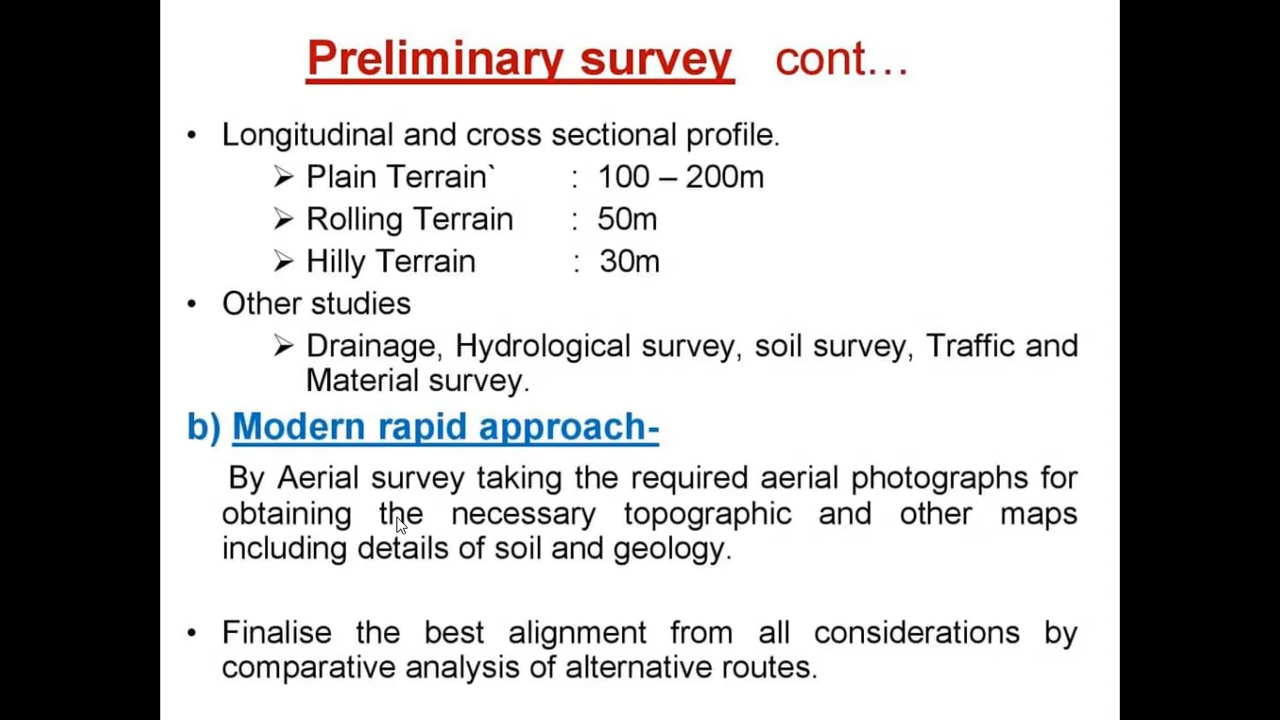 Preliminary survey cont...
• Longitudinal and cross sectional profile.
➢ Plain Terrain` : 100 – 200m
➢ Rolling Terrain : 50m
➢ Hilly Terrain : 30m
• Other studies
➢ Drainage, Hydrological survey, soil survey, Traffic and
Material survey.
b) Modern rapid approach-
By Aerial survey taking the required aerial photographs for
obtaining the necessary topographic and other maps
including details of soil and geology.
• Finalise the best alignment from all considerations by
comparative analysis of alternative routes.